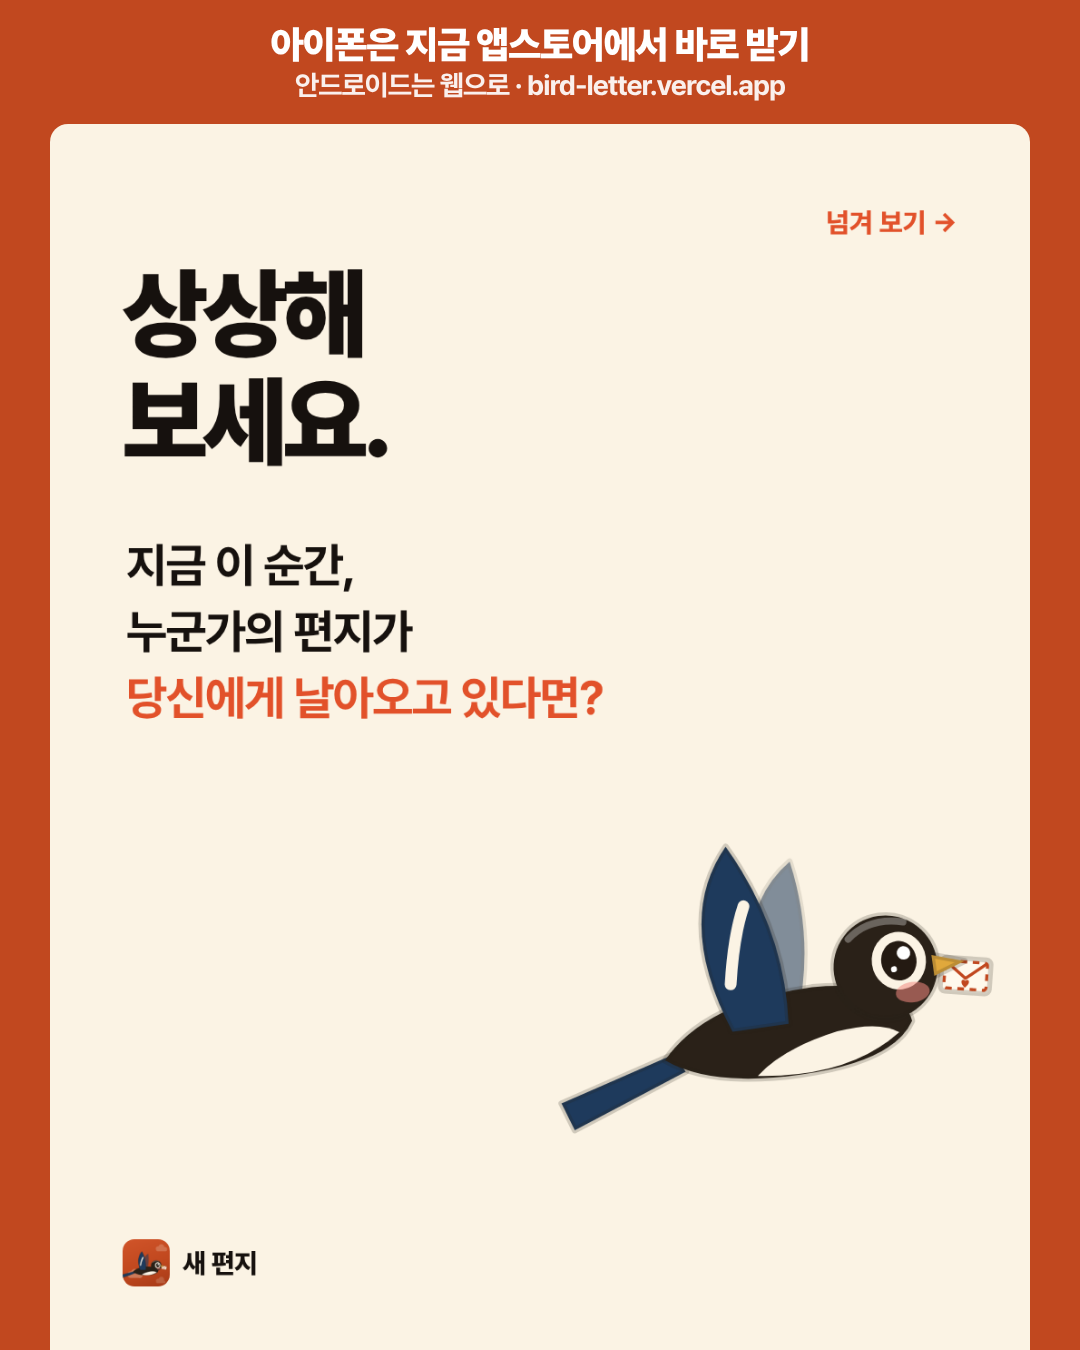 아이폰은 지금 앱스토어에서 바로 받기
안드로이드는 웹으로 · bird-letter.vercel.app
넘겨 보기 →
상상해
보세요.
지금 이 순간,
누군가의 편지가
당신에게 날아오고 있다면?
새 편지